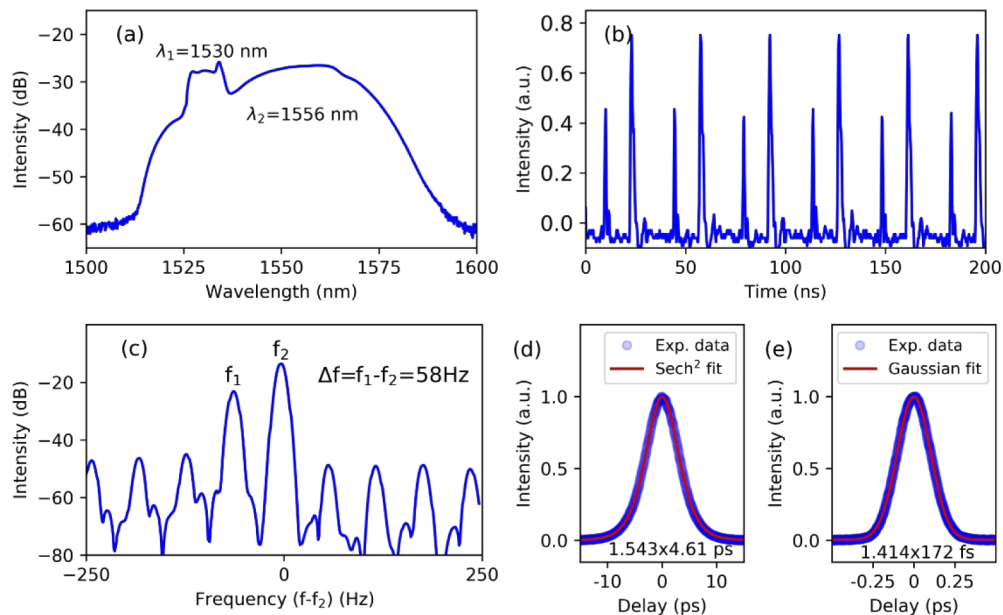 (a)
λ₁=1530 nm
λ₂=1556 nm
−20
−30
−40
−50
−60
Intensity (dB)
1500
1525
1550
1575
1600
Wavelength (nm)
(b)
0.8
0.6
0.4
0.2
0.0
Intensity (a.u.)
0
50
100
150
200
Time (ns)
(c)
f₁
f₂
Δf=f₁-f₂=58Hz
−20
−40
−60
−80
Intensity (dB)
−250
0
250
Frequency (f-f₂) (Hz)
(d)
Exp. data
Sech² fit
1.0
0.5
0.0
Intensity (a.u.)
1.543x4.61 ps
−10
0
10
Delay (ps)
(e)
Exp. data
Gaussian fit
1.0
0.5
0.0
Intensity (a.u.)
1.414x172 fs
−0.25
0
0.25
Delay (ps)